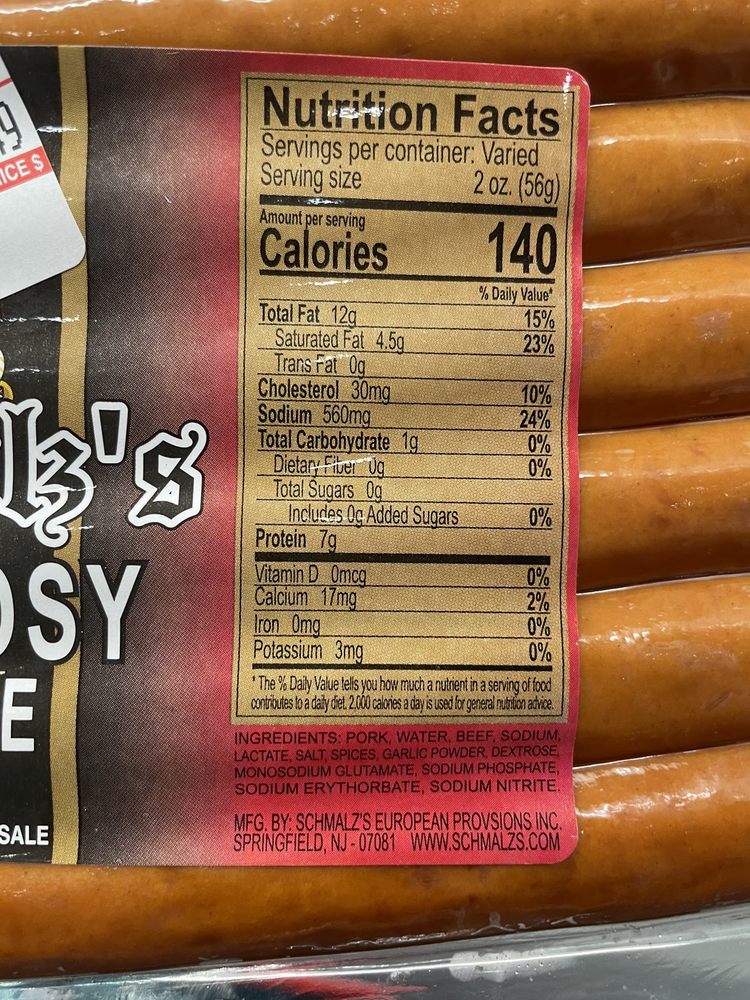 9
ICE $
lz's
OSY
E
SALE
Nutrition Facts
Servings per container: Varied
Serving size 2 oz. (56g)
Amount per serving
Calories 140
% Daily Value*
Total Fat 12g 15%
Saturated Fat 4.5g 23%
Trans Fat 0g
Cholesterol 30mg 10%
Sodium 560mg 24%
Total Carbohydrate 1g 0%
Dietary Fiber 0g 0%
Total Sugars 0g
Includes 0g Added Sugars 0%
Protein 7g
Vitamin D 0mcg 0%
Calcium 17mg 2%
Iron 0mg 0%
Potassium 3mg 0%
* The % Daily Value tells you how much a nutrient in a serving of food
contributes to a daily diet. 2,000 calories a day is used for general nutrition advice.
INGREDIENTS: PORK, WATER, BEEF, SODIUM,
LACTATE, SALT, SPICES, GARLIC POWDER, DEXTROSE,
MONOSODIUM GLUTAMATE, SODIUM PHOSPHATE,
SODIUM ERYTHORBATE, SODIUM NITRITE.
MFG. BY: SCHMALZ'S EUROPEAN PROVSIONS INC.
SPRINGFIELD, NJ - 07081 WWW.SCHMALZS.COM